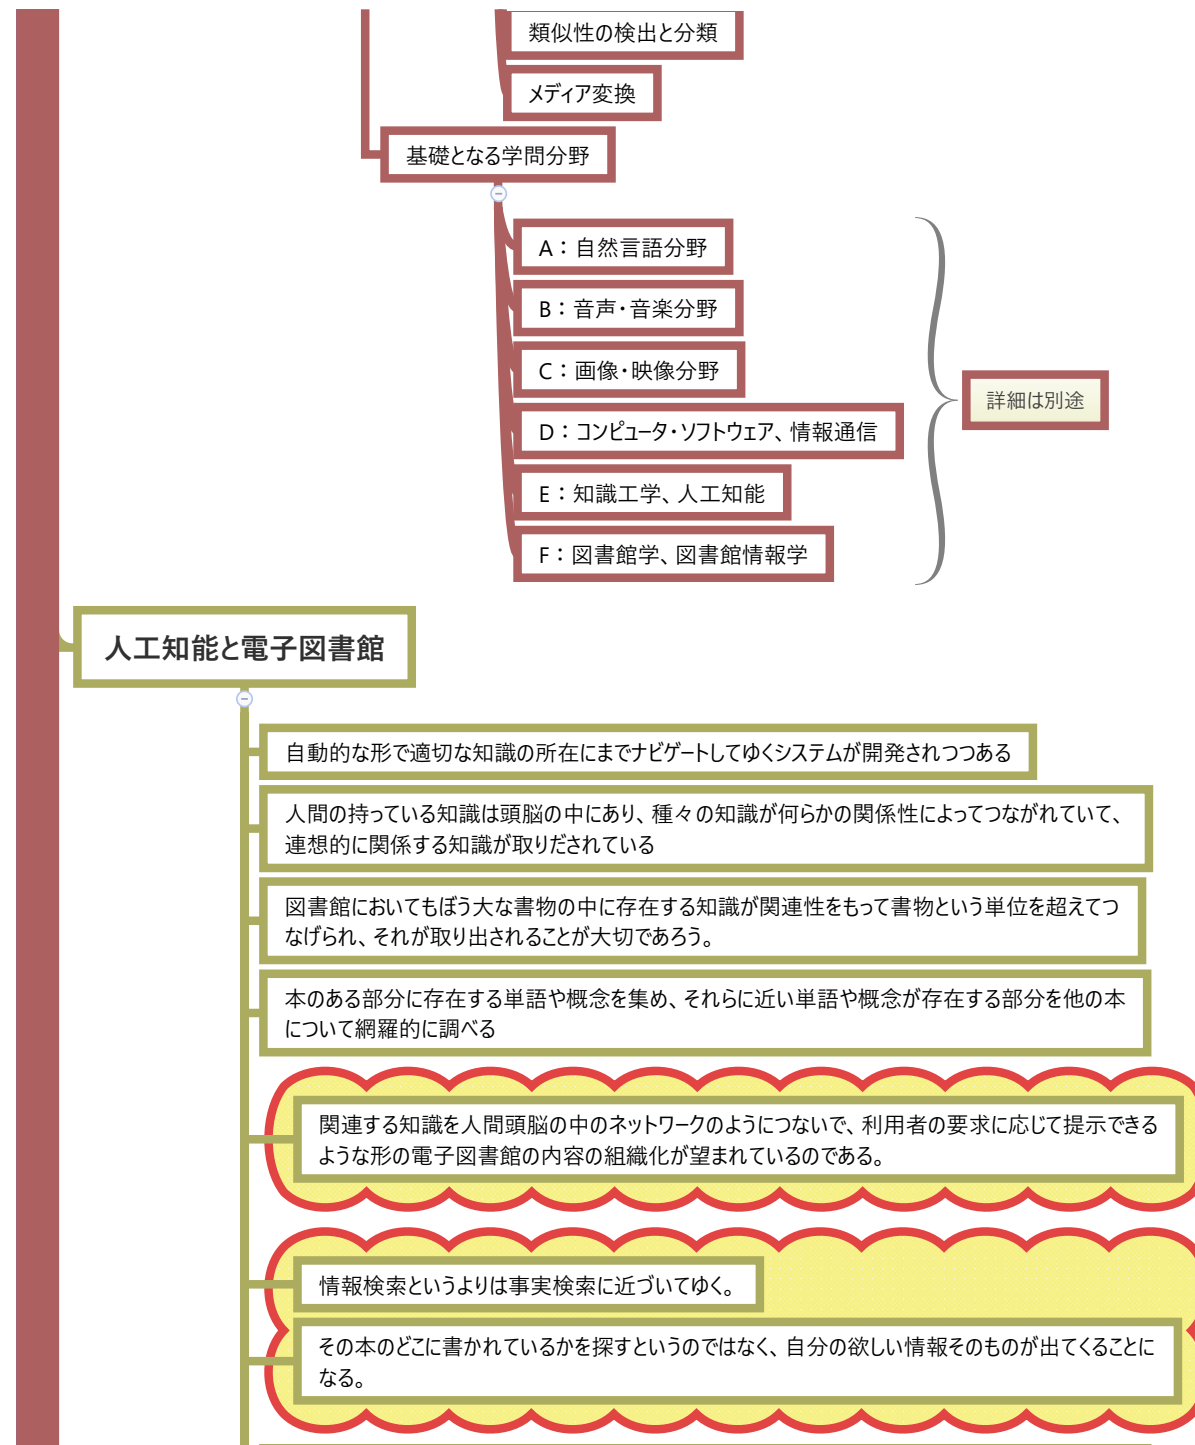 類似性の検出と分類
メディア変換
基礎となる学問分野
A：自然言語分野
B：音声・音楽分野
C：画像・映像分野
D：コンピュータ・ソフトウェア、情報通信
E：知識工学、人工知能
F：図書館学、図書館情報学
詳細は別途
人工知能と電子図書館
自動的な形で適切な知識の所在にまでナビゲートしてゆくシステムが開発されつつある
人間の持っている知識は頭脳の中にあり、種々の知識が何らかの関係性によってつながれていて、
連想的に関係する知識が取りだされている
図書館においてもぼう大な書物の中に存在する知識が関連性をもって書物という単位を超えてつ
なげられ、それが取り出されることが大切であろう。
本のある部分に存在する単語や概念を集め、それらに近い単語や概念が存在する部分を他の本
について網羅的に調べる
関連する知識を人間頭脳の中のネットワークのようにつないで、利用者の要求に応じて提示できる
ような形の電子図書館の内容の組織化が望まれているのである。
情報検索というよりは事実検索に近づいてゆく。
その本のどこに書かれているかを探すというのではなく、自分の欲しい情報そのものが出てくることに
なる。